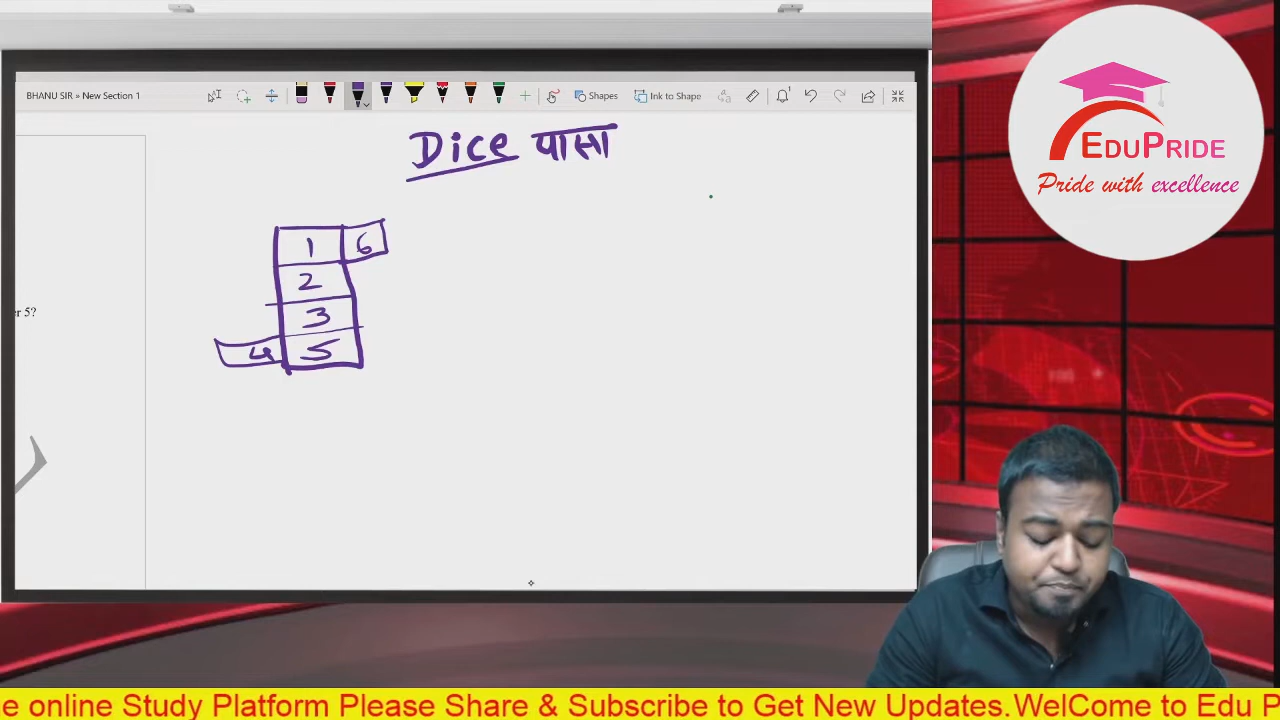 BHANU SIR » New Section 1
Shapes
Ink to Shape
Dice पासा
1 6
2
3
4 5
er 5?
EDUPRIDE
Pride with excellence
e online Study Platform Please Share & Subscribe to Get New Updates.WelCome to Edu P